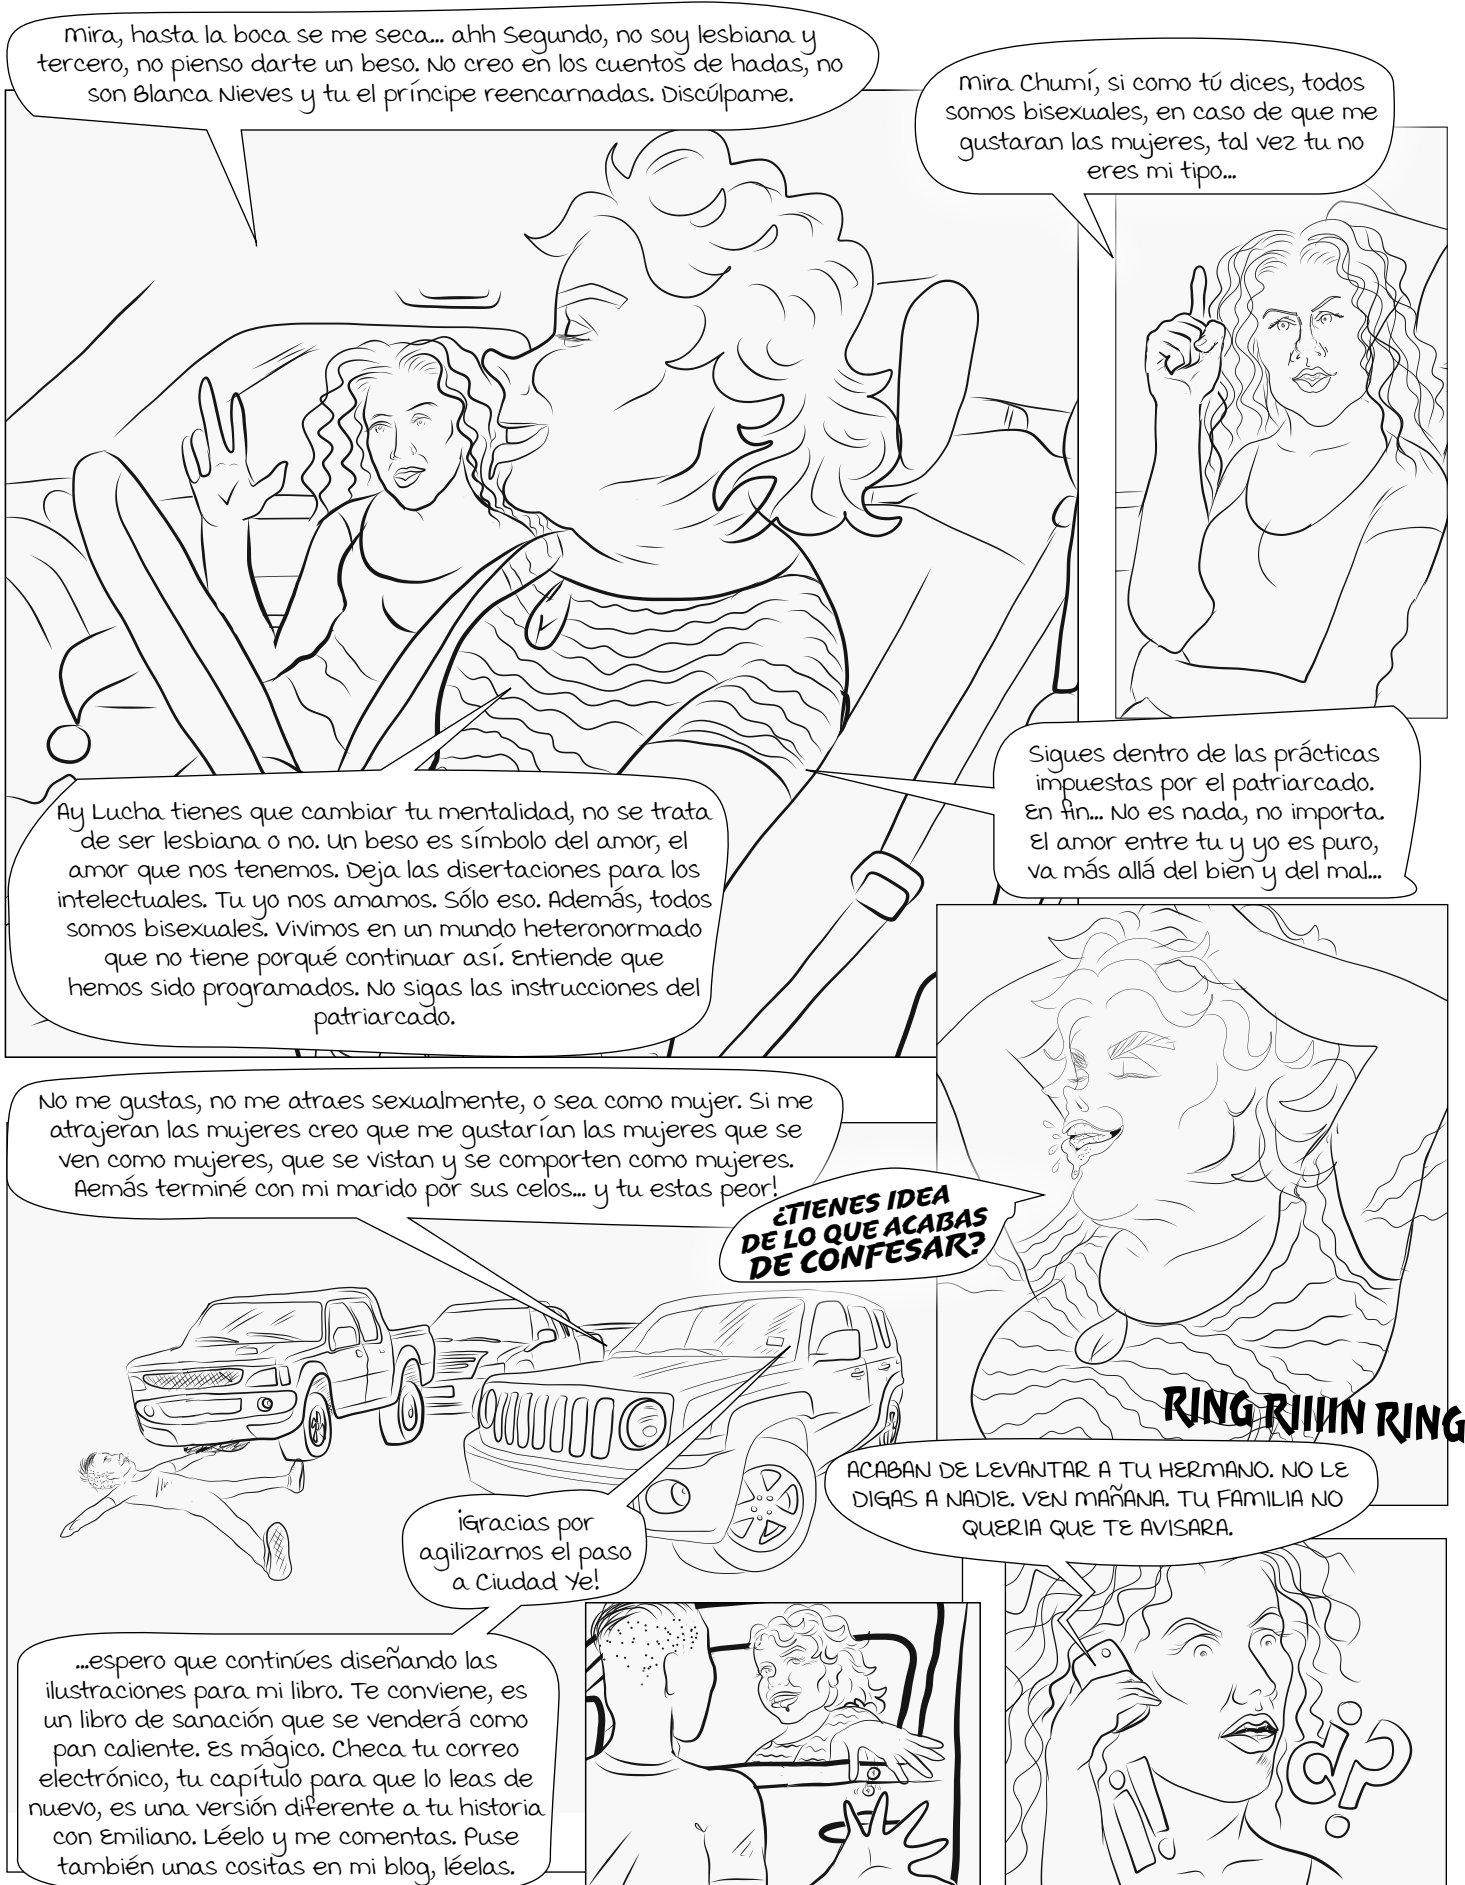 Mira, hasta la boca se me seca... ahh Segundo, no soy lesbiana y
tercero, no pienso darte un beso. No creo en los cuentos de hadas, no
son Blanca Nieves y tu el príncipe reencarnadas. Discúlpame.
Ay Lucha tienes que cambiar tu mentalidad, no se trata
de ser lesbiana o no. Un beso es símbolo del amor, el
amor que nos tenemos. Deja las disertaciones para los
intelectuales. Tu yo nos amamos. Sólo eso. Además, todos
somos bisexuales. Vivimos en un mundo heteronormado
que no tiene porqué continuar así. Entiende que
hemos sido programados. No sigas las instrucciones del
patriarcado.
Mira Chumí, si como tú dices, todos
somos bisexuales, en caso de que me
gustaran las mujeres, tal vez tu no
eres mi tipo...
Sigues dentro de las prácticas
impuestas por el patriarcado.
En fin... No es nada, no importa.
El amor entre tu y yo es puro,
va más allá del bien y del mal...
No me gustas, no me atraes sexualmente, o sea como mujer. Si me
atrajeran las mujeres creo que me gustarían las mujeres que se
ven como mujeres, que se vistan y se comporten como mujeres.
Aemás terminé con mi marido por sus celos... y tu estas peor!
¿TIENES IDEA
DE LO QUE ACABAS
DE CONFESAR?
RING RIIIIN RING
ACABAN DE LEVANTAR A TU HERMANO. NO LE
DIGAS A NADIE. VEN MAñANA. TU FAMILIA NO
QUERIA QUE TE AVISARA.
¡Gracias por
agilizarnos el paso
a Ciudad Ye!
...espero que continúes diseñando las
ilustraciones para mi libro. Te conviene, es
un libro de sanación que se venderá como
pan caliente. Es mágico. Checa tu correo
electrónico, tu capítulo para que lo leas de
nuevo, es una versión diferente a tu historia
con Emiliano. Léelo y me comentas. Puse
también unas cositas en mi blog, léelas.
¡!
¿?